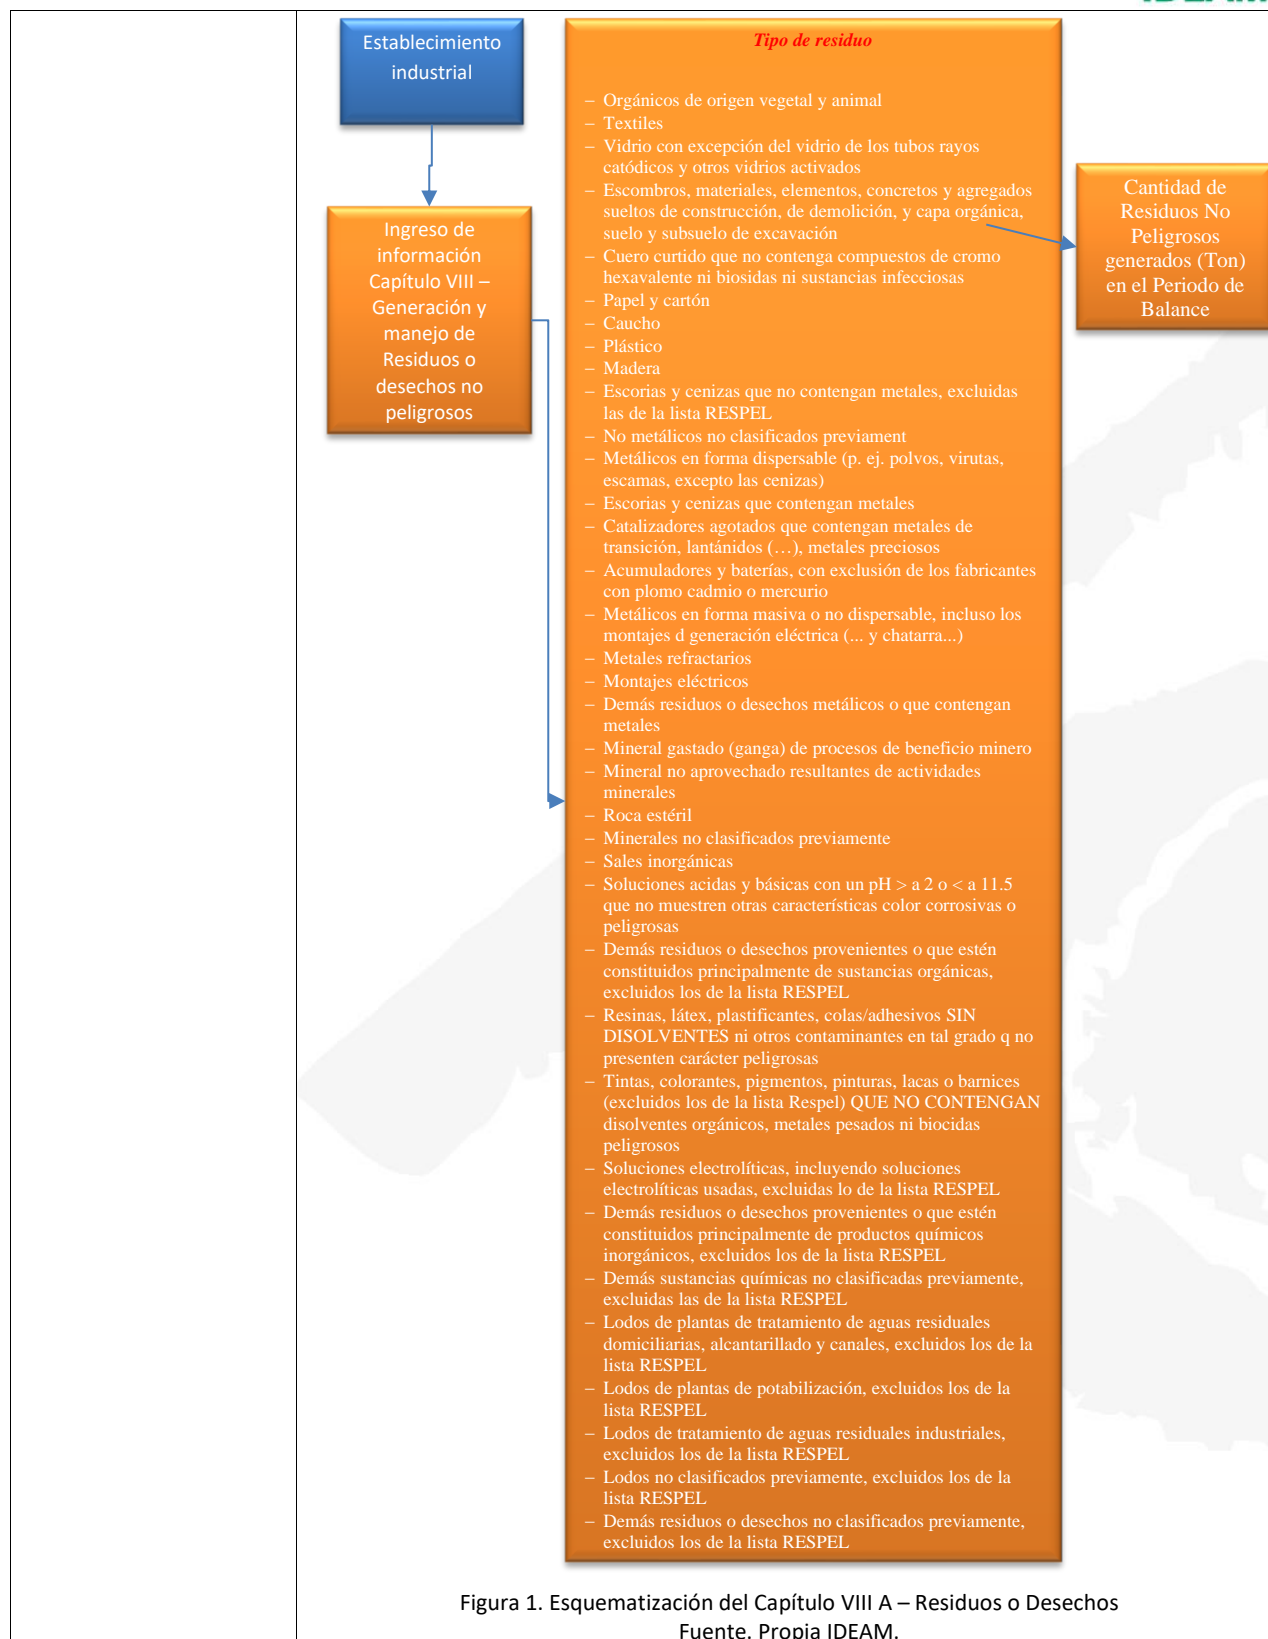 Establecimiento
industrial
Ingreso de
información
Capítulo VIII –
Generación y
manejo de
Residuos o
desechos no
peligrosos
Tipo de residuo
– Orgánicos de origen vegetal y animal
– Textiles
– Vidrio con excepción del vidrio de los tubos rayos
catódicos y otros vidrios activados
– Escombros, materiales, elementos, concretos y agregados
sueltos de construcción, de demolición, y capa orgánica,
suelo y subsuelo de excavación
– Cuero curtido que no contenga compuestos de cromo
hexavalente ni biosidas ni sustancias infecciosas
– Papel y cartón
– Caucho
– Plástico
– Madera
– Escorias y cenizas que no contengan metales, excluidas
las de la lista RESPEL
– No metálicos no clasificados previament
– Metálicos en forma dispersable (p. ej. polvos, virutas,
escamas, excepto las cenizas)
– Escorias y cenizas que contengan metales
– Catalizadores agotados que contengan metales de
transición, lantánidos (…), metales preciosos
– Acumuladores y baterías, con exclusión de los fabricantes
con plomo cadmio o mercurio
– Metálicos en forma masiva o no dispersable, incluso los
montajes d generación eléctrica (... y chatarra...)
– Metales refractarios
– Montajes eléctricos
– Demás residuos o desechos metálicos o que contengan
metales
– Mineral gastado (ganga) de procesos de beneficio minero
– Mineral no aprovechado resultantes de actividades
minerales
– Roca estéril
– Minerales no clasificados previamente
– Sales inorgánicas
– Soluciones acidas y básicas con un pH > a 2 o < a 11.5
que no muestren otras características color corrosivas o
peligrosas
– Demás residuos o desechos provenientes o que estén
constituidos principalmente de sustancias orgánicas,
excluidos los de la lista RESPEL
– Resinas, látex, plastificantes, colas/adhesivos SIN
DISOLVENTES ni otros contaminantes en tal grado q no
presenten carácter peligrosas
– Tintas, colorantes, pigmentos, pinturas, lacas o barnices
(excluidos los de la lista Respel) QUE NO CONTENGAN
disolventes orgánicos, metales pesados ni biocidas
peligrosos
– Soluciones electrolíticas, incluyendo soluciones
electrolíticas usadas, excluidas lo de la lista RESPEL
– Demás residuos o desechos provenientes o que estén
constituidos principalmente de productos químicos
inorgánicos, excluidos los de la lista RESPEL
– Demás sustancias químicas no clasificadas previamente,
excluidas las de la lista RESPEL
– Lodos de plantas de tratamiento de aguas residuales
domiciliarias, alcantarillado y canales, excluidos los de la
lista RESPEL
– Lodos de plantas de potabilización, excluidos los de la
lista RESPEL
– Lodos de tratamiento de aguas residuales industriales,
excluidos los de la lista RESPEL
– Lodos no clasificados previamente, excluidos los de la
lista RESPEL
– Demás residuos o desechos no clasificados previamente,
excluidos los de la lista RESPEL
Cantidad de
Residuos No
Peligrosos
generados (Ton)
en el Periodo de
Balance
Figura 1. Esquematización del Capítulo VIII A – Residuos o Desechos
Fuente. Propia IDEAM.